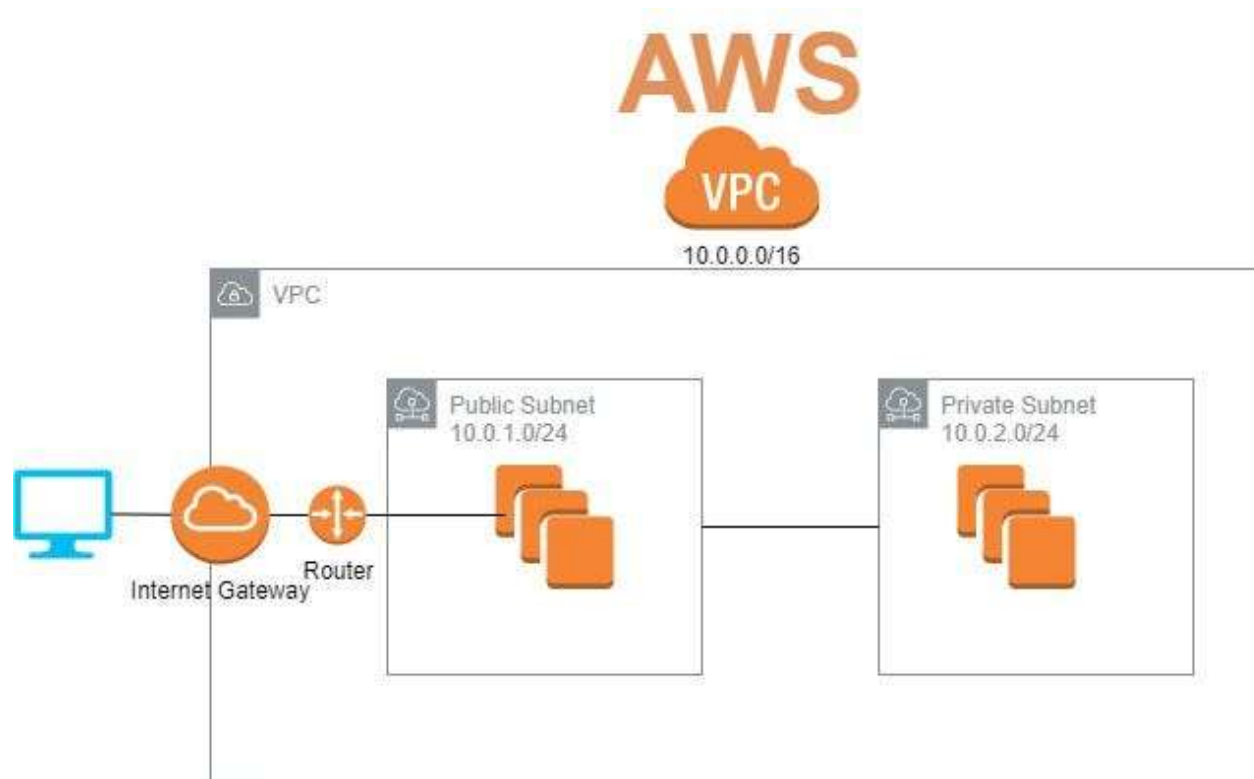 AWS
VPC
10.0.0.0/16
VPC
Public Subnet
10.0.1.0/24
Private Subnet
10.0.2.0/24
Internet Gateway
Router